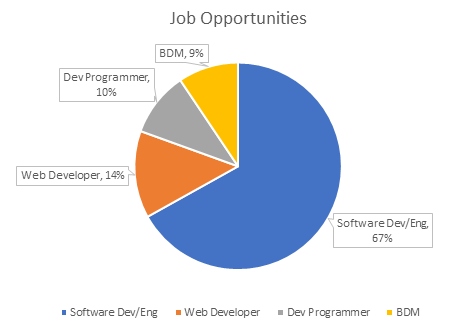 Job Opportunities
BDM, 9%
Dev Programmer,
10%
Web Developer, 14%
Software Dev/Eng,
67%
Software Dev/Eng
Web Developer
Dev Programmer
BDM